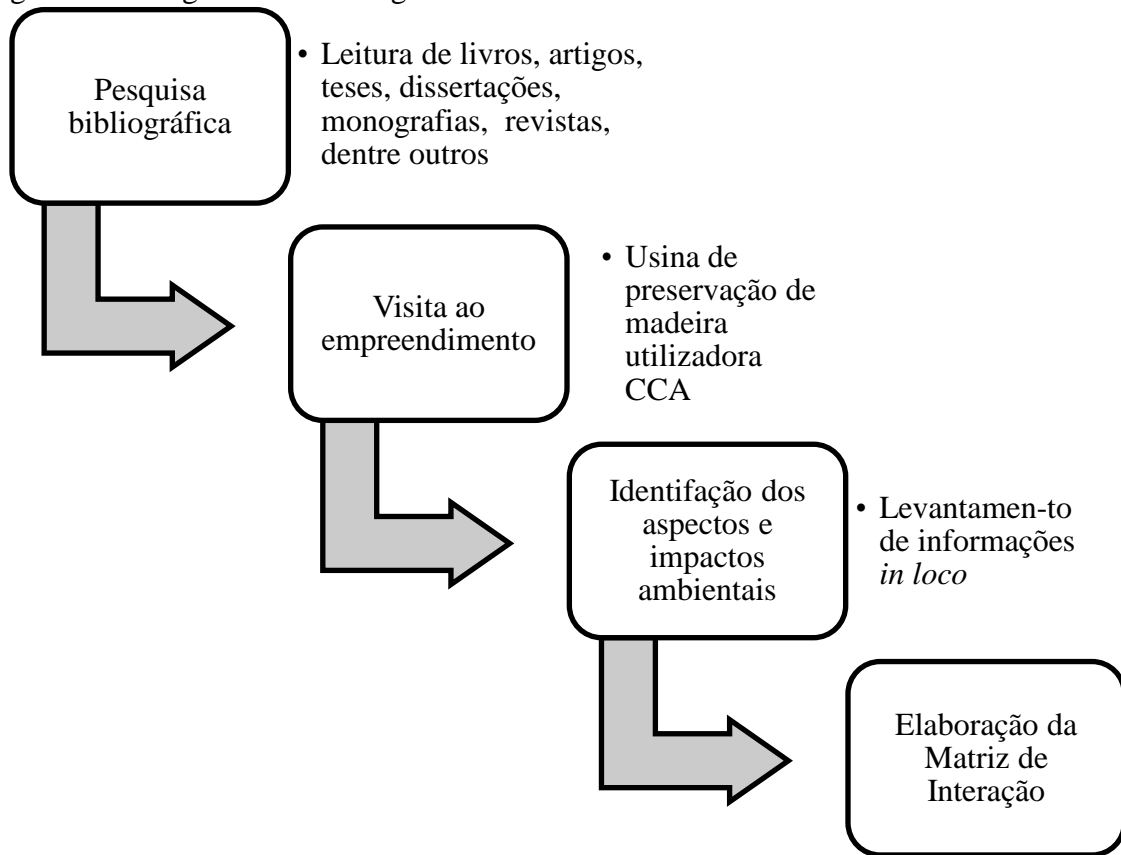 Pesquisa
bibliográfica
• Leitura de livros, artigos,
teses, dissertações,
monografias, revistas,
dentre outros
Visita ao
empreendimento
• Usina de
preservação de
madeira
utilizadora
CCA
Identifação dos
aspectos e
impactos
ambientais
• Levantamen-to
de informações
in loco
Elaboração da
Matriz de
Interação